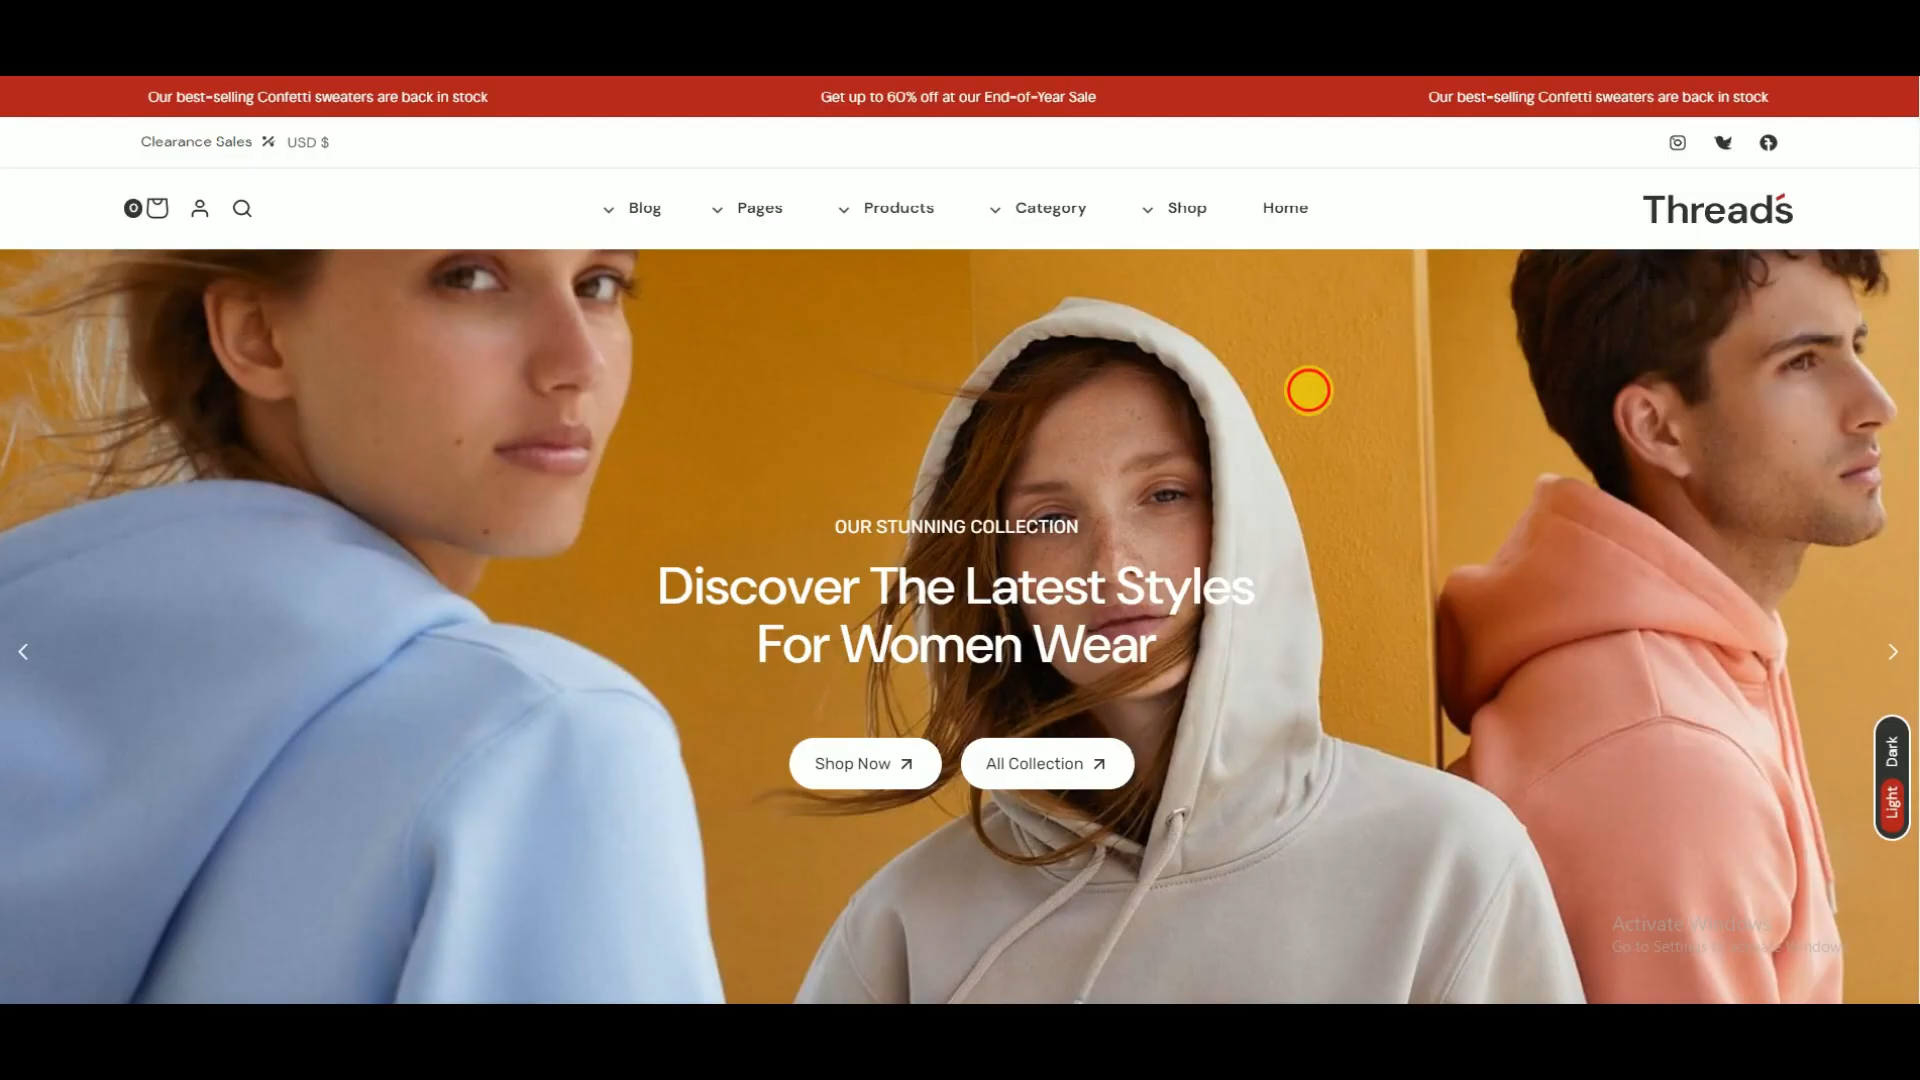 Our best-selling Confetti sweaters are back in stock
Get up to 60% off at our End-of-Year Sale
Our best-selling Confetti sweaters are back in stock
Clearance Sales
USD $
0
Blog
Pages
Products
Category
Shop
Home
Threads
OUR STUNNING COLLECTION
Discover The Latest Styles
For Women Wear
Shop Now
All Collection
Dark
Light
Activate Windows
Go to Settings to activate Window